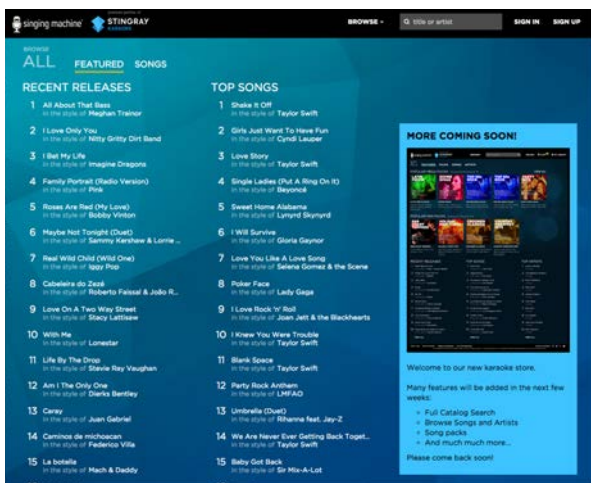 singing machine
STINGRAY
KARAOKE
BROWSE
title or artist
SIGN IN
SIGN UP
BROWSE
ALL
FEATURED
SONGS
RECENT RELEASES
1 All About That Bass
in the style of Meghan Trainor
2 I Love Only You
in the style of Nitty Gritty Dirt Band
3 I Bet My Life
in the style of Imagine Dragons
4 Family Portrait (Radio Version)
in the style of Pink
5 Roses Are Red (My Love)
in the style of Bobby Vinton
6 Maybe Not Tonight (Duet)
in the style of Sammy Kershaw & Lorrie ...
7 Real Wild Child (Wild One)
in the style of Iggy Pop
8 Cabeleira do Zezé
in the style of Roberto Faissal & João R...
9 Love On A Two Way Street
in the style of Stacy Lattisaw
10 With Me
in the style of Lonestar
11 Life By The Drop
in the style of Stevie Ray Vaughan
12 Am I The Only One
in the style of Dierks Bentley
13 Caray
in the style of Juan Gabriel
14 Caminos de michoacan
in the style of Federico Villa
15 La botella
in the style of Mach & Daddy
TOP SONGS
1 Shake It Off
in the style of Taylor Swift
2 Girls Just Want To Have Fun
in the style of Cyndi Lauper
3 Love Story
in the style of Taylor Swift
4 Single Ladies (Put A Ring On It)
in the style of Beyoncé
5 Sweet Home Alabama
in the style of Lynyrd Skynyrd
6 I Will Survive
in the style of Gloria Gaynor
7 Love You Like A Love Song
in the style of Selena Gomez & the Scene
8 Poker Face
in the style of Lady Gaga
9 I Love Rock 'n' Roll
in the style of Joan Jett & the Blackhearts
10 I Knew You Were Trouble
in the style of Taylor Swift
11 Blank Space
in the style of Taylor Swift
12 Party Rock Anthem
in the style of LMFAO
13 Umbrella (Duet)
in the style of Rihanna feat. Jay-Z
14 We Are Never Ever Getting Back Toget...
in the style of Taylor Swift
15 Baby Got Back
in the style of Sir Mix-A-Lot
MORE COMING SOON!
Welcome to our new karaoke store.
Many features will be added in the next few
weeks:
Full Catalog Search
Browse Songs and Artists
Song packs
And much much more...
Please come back soon!